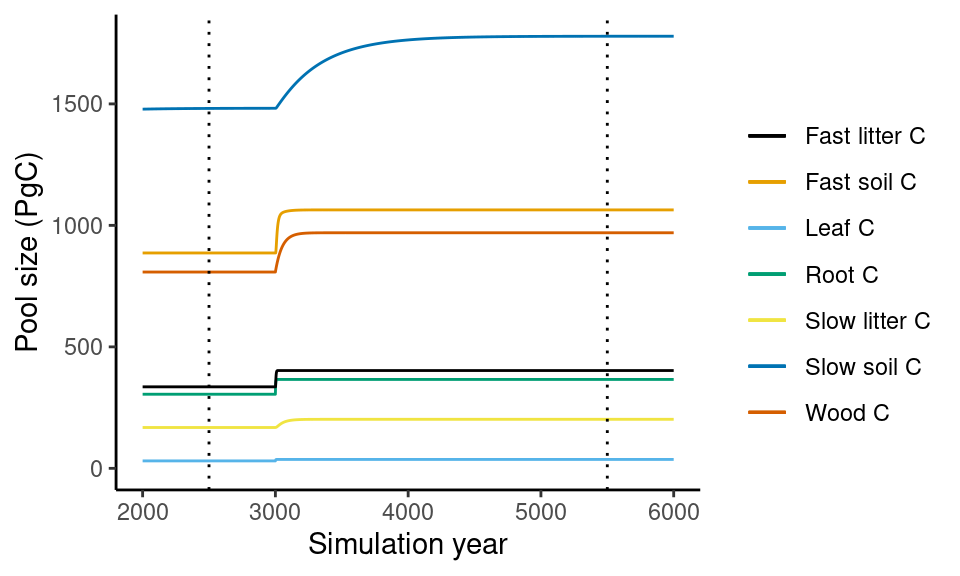 Pool size (PgC)
1500
1000
500
0
2000 3000 4000 5000 6000
Simulation year
Fast litter C
Fast soil C
Leaf C
Root C
Slow litter C
Slow soil C
Wood C